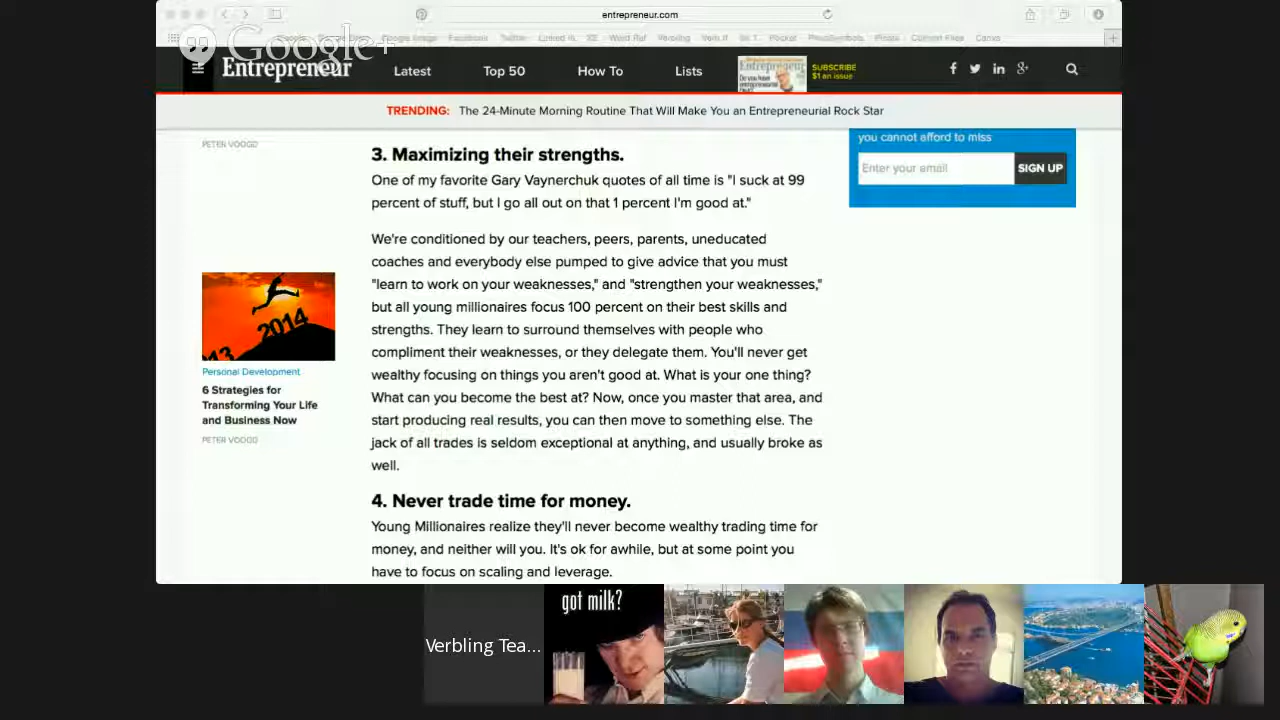 entrepreneur.com
Google+
Entrepreneur
Latest
Top 50
How To
Lists
Entrepreneur
SUBSCRIBE
$1 an issue
TRENDING: The 24-Minute Morning Routine That Will Make You an Entrepreneurial Rock Star
PETER VOOGD
you cannot afford to miss
Enter your email
SIGN UP
3. Maximizing their strengths.
One of my favorite Gary Vaynerchuk quotes of all time is "I suck at 99
percent of stuff, but I go all out on that 1 percent I'm good at."
We're conditioned by our teachers, peers, parents, uneducated
coaches and everybody else pumped to give advice that you must
"learn to work on your weaknesses," and "strengthen your weaknesses,"
but all young millionaires focus 100 percent on their best skills and
strengths. They learn to surround themselves with people who
compliment their weaknesses, or they delegate them. You'll never get
wealthy focusing on things you aren't good at. What is your one thing?
What can you become the best at? Now, once you master that area, and
start producing real results, you can then move to something else. The
jack of all trades is seldom exceptional at anything, and usually broke as
well.
2014
13
Personal Development
6 Strategies for
Transforming Your Life
and Business Now
PETER VOOGD
4. Never trade time for money.
Young Millionaires realize they'll never become wealthy trading time for
money, and neither will you. It's ok for awhile, but at some point you
have to focus on scaling and leverage.
Verbling Tea...
got milk?